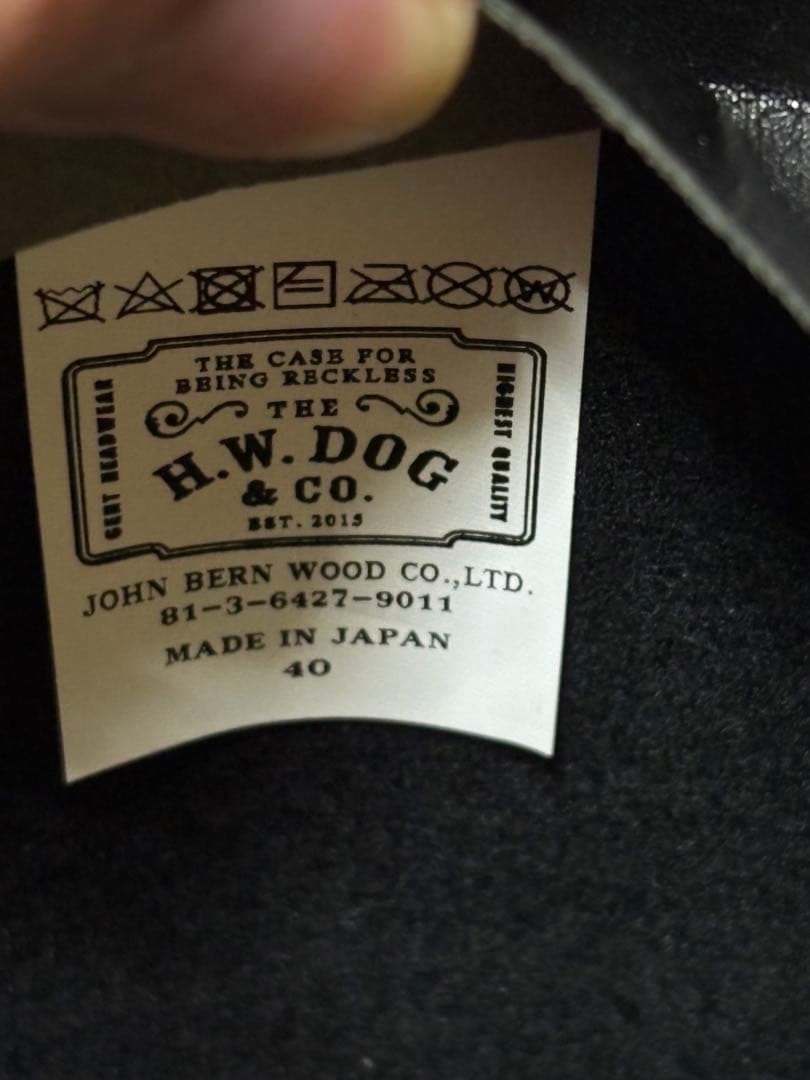 THE CASE FOR
BEING RECKLESS
THE
H.W. DOG
& CO.
EST. 2015
GENT HEADWEAR
HIGHEST QUALITY
JOHN BERN WOOD CO.,LTD.
81-3-6427-9011
MADE IN JAPAN
40